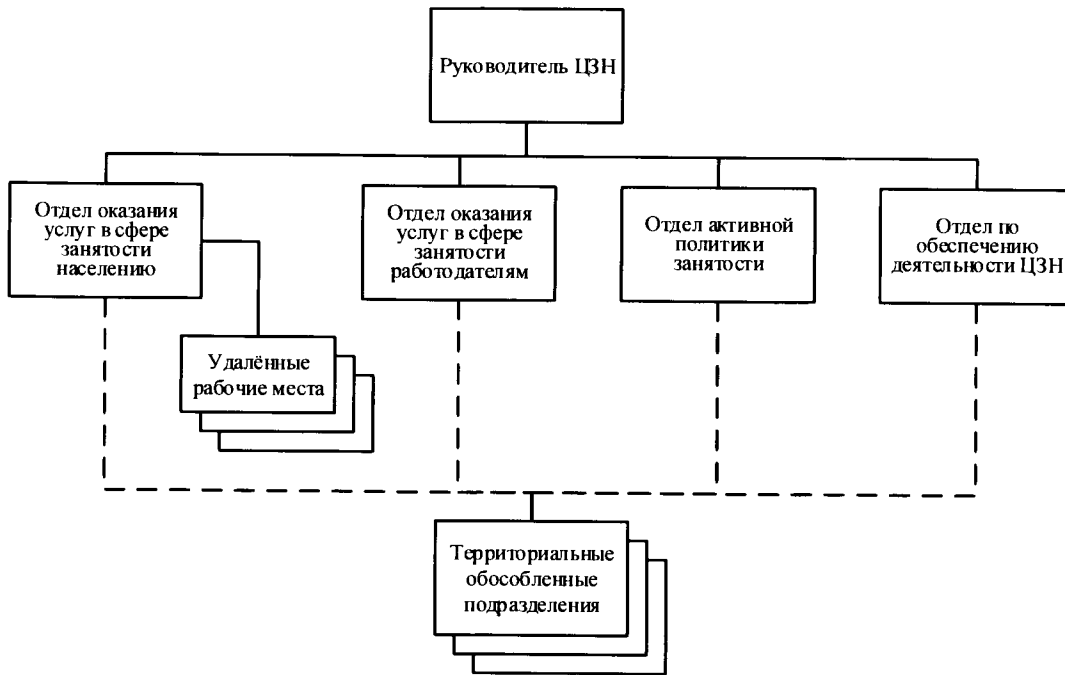 Руководитель ЦЗН
Отдел оказания
услуг в сфере
занятости
населению
Отдел оказания
услуг в сфере
занятости
работодателям
Отдел активной
политики
занятости
Отдел по
обеспечению
деятельности ЦЗН
Удалённые
рабочие места
Территориальные
обособленные
подразделения